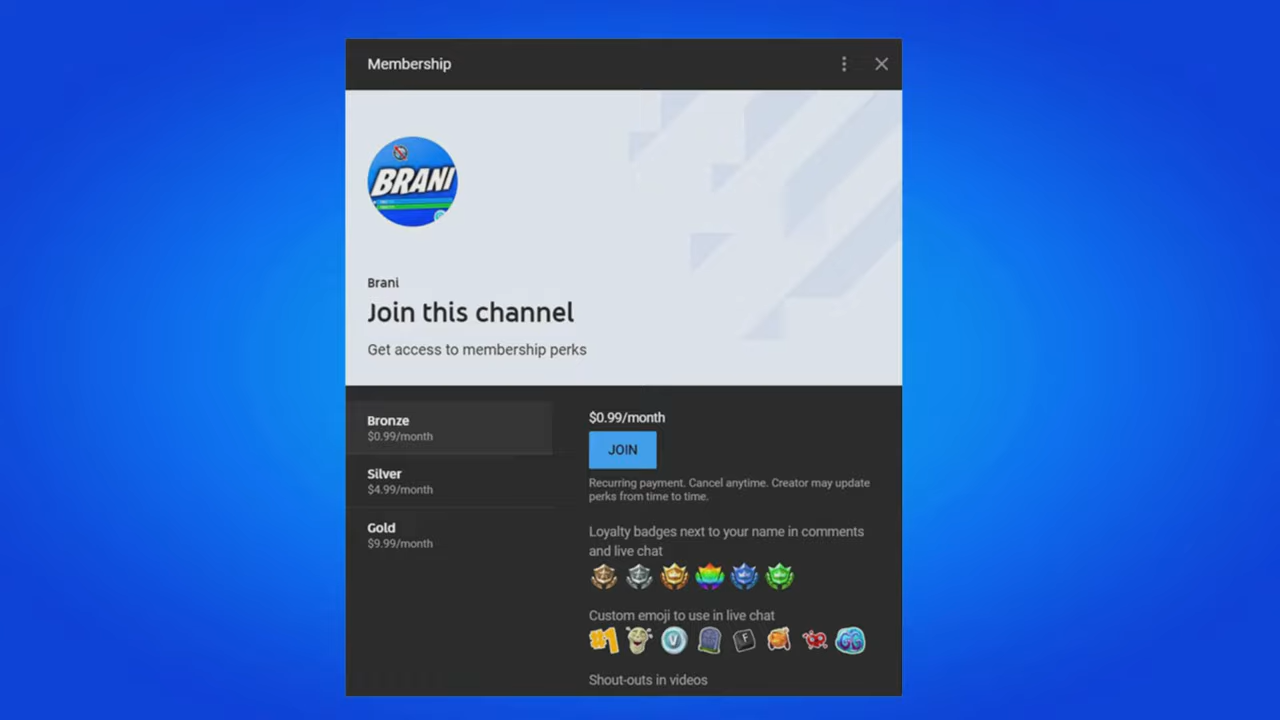 Membership
BRANI
Brani
Join this channel
Get access to membership perks
Bronze
$0.99/month
Silver
$4.99/month
Gold
$9.99/month
$0.99/month
JOIN
Recurring payment. Cancel anytime. Creator may update
perks from time to time.
Loyalty badges next to your name in comments
and live chat
Custom emoji to use in live chat
#1
V
F
GG
Shout-outs in videos